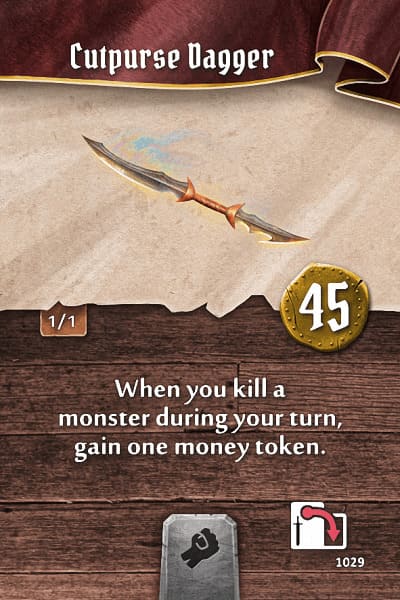 Cutpurse Dagger
1/1
45
When you kill a
monster during your turn,
gain one money token.
1029